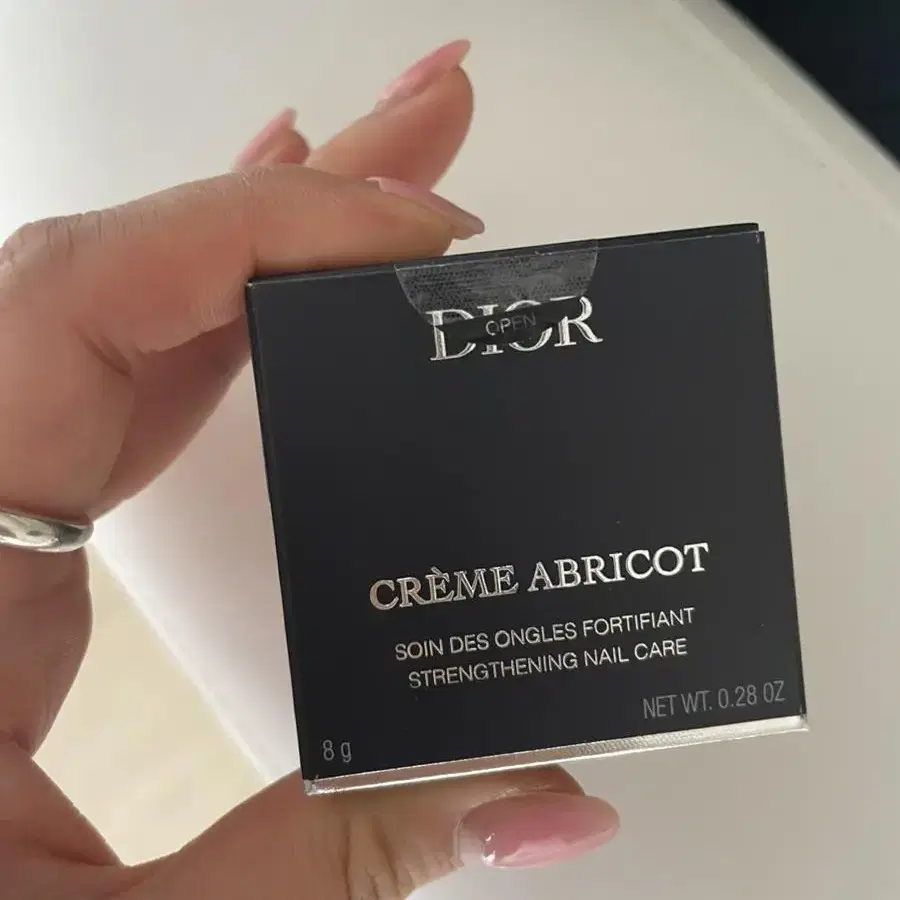 DIOR
OPEN
CRÈME ABRICOT
SOIN DES ONGLES FORTIFIANT
STRENGTHENING NAIL CARE
NET WT. 0.28 OZ
8 g